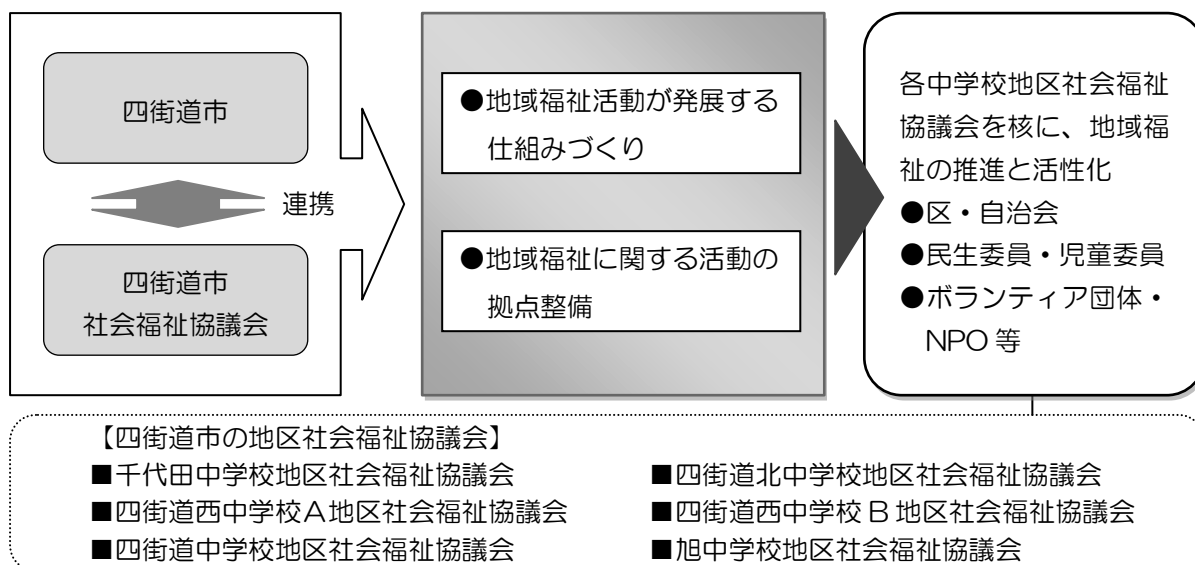 四街道市
連携
四街道市
社会福祉協議会
●地域福祉活動が発展する
仕組みづくり
●地域福祉に関する活動の
拠点整備
各中学校地区社会福祉
協議会を核に、地域福
祉の推進と活性化
●区・自治会
●民生委員・児童委員
●ボランティア団体・
NPO 等
【四街道市の地区社会福祉協議会】
■千代田中学校地区社会福祉協議会
■四街道北中学校地区社会福祉協議会
■四街道西中学校A地区社会福祉協議会
■四街道西中学校B地区社会福祉協議会
■四街道中学校地区社会福祉協議会
■旭中学校地区社会福祉協議会